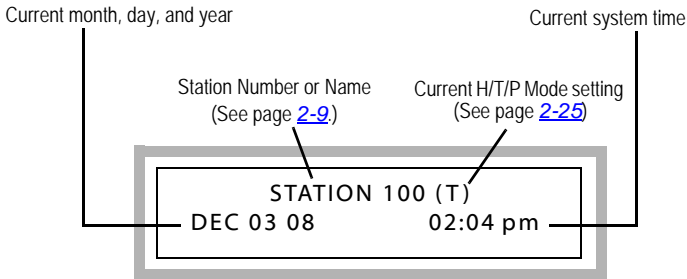 Current month, day, and year
Current system time
Station Number or Name
(See page 2-9.)
Current H/T/P Mode setting
(See page 2-25)
STATION 100 (T)
DEC 03 08 02:04 pm